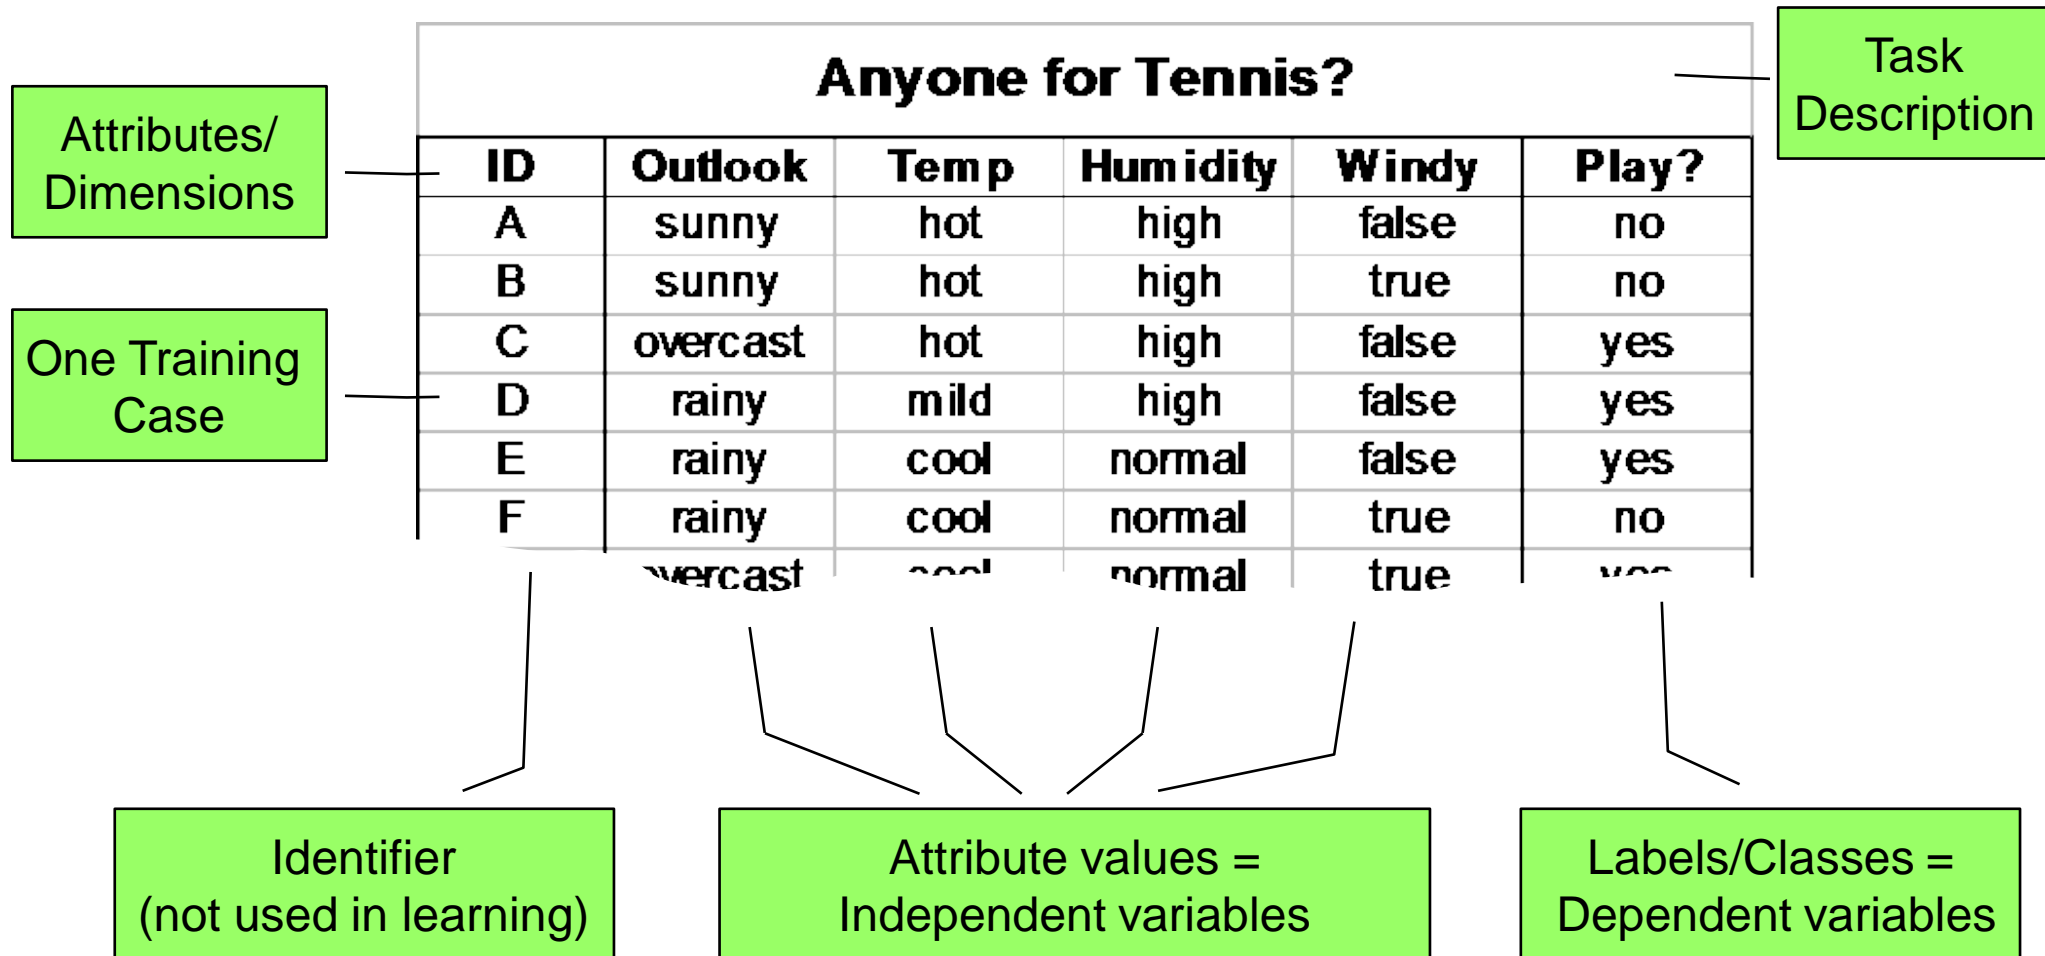 Anyone for Tennis?
Task
Description
Attributes/
Dimensions
ID Outlook Temp Humidity Windy Play?
A sunny hot high false no
B sunny hot high true no
One Training
Case
C overcast hot high false yes
D rainy mild high false yes
E rainy cool normal false yes
F rainy cool normal true no
overcast cool normal true yes
Identifier
(not used in learning)
Attribute values =
Independent variables
Labels/Classes =
Dependent variables